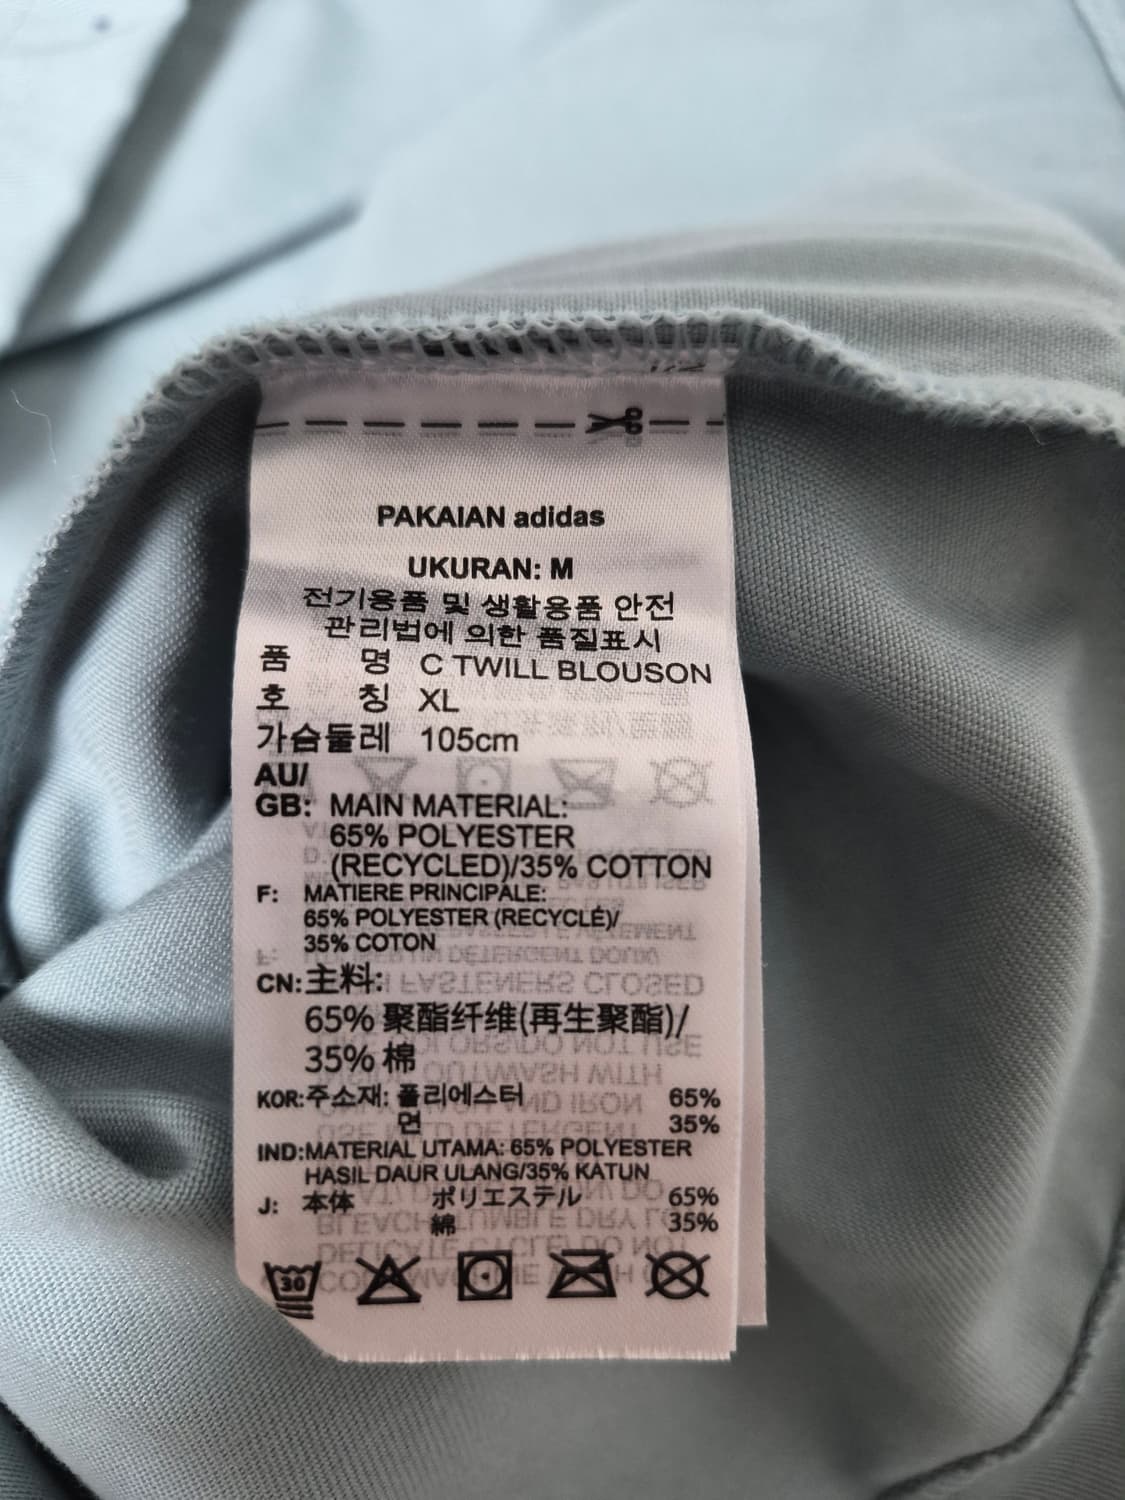 PAKAIAN adidas
UKURAN: M
전기용품 및 생활용품 안전
관리법에 의한 품질표시
품 명 C TWILL BLOUSON
호 칭 XL
가슴둘레 105cm
AU/
GB: MAIN MATERIAL:
65% POLYESTER
(RECYCLED)/35% COTTON
F: MATIERE PRINCIPALE:
65% POLYESTER (RECYCLÉ)/
35% COTON
CN:主料:
65% 聚酯纤维(再生聚酯)/
35% 棉
KOR:주소재: 폴리에스터 65%
면 35%
IND:MATERIAL UTAMA: 65% POLYESTER
HASIL DAUR ULANG/35% KATUN
J: 本体 ポリエステル 65%
綿 35%
30